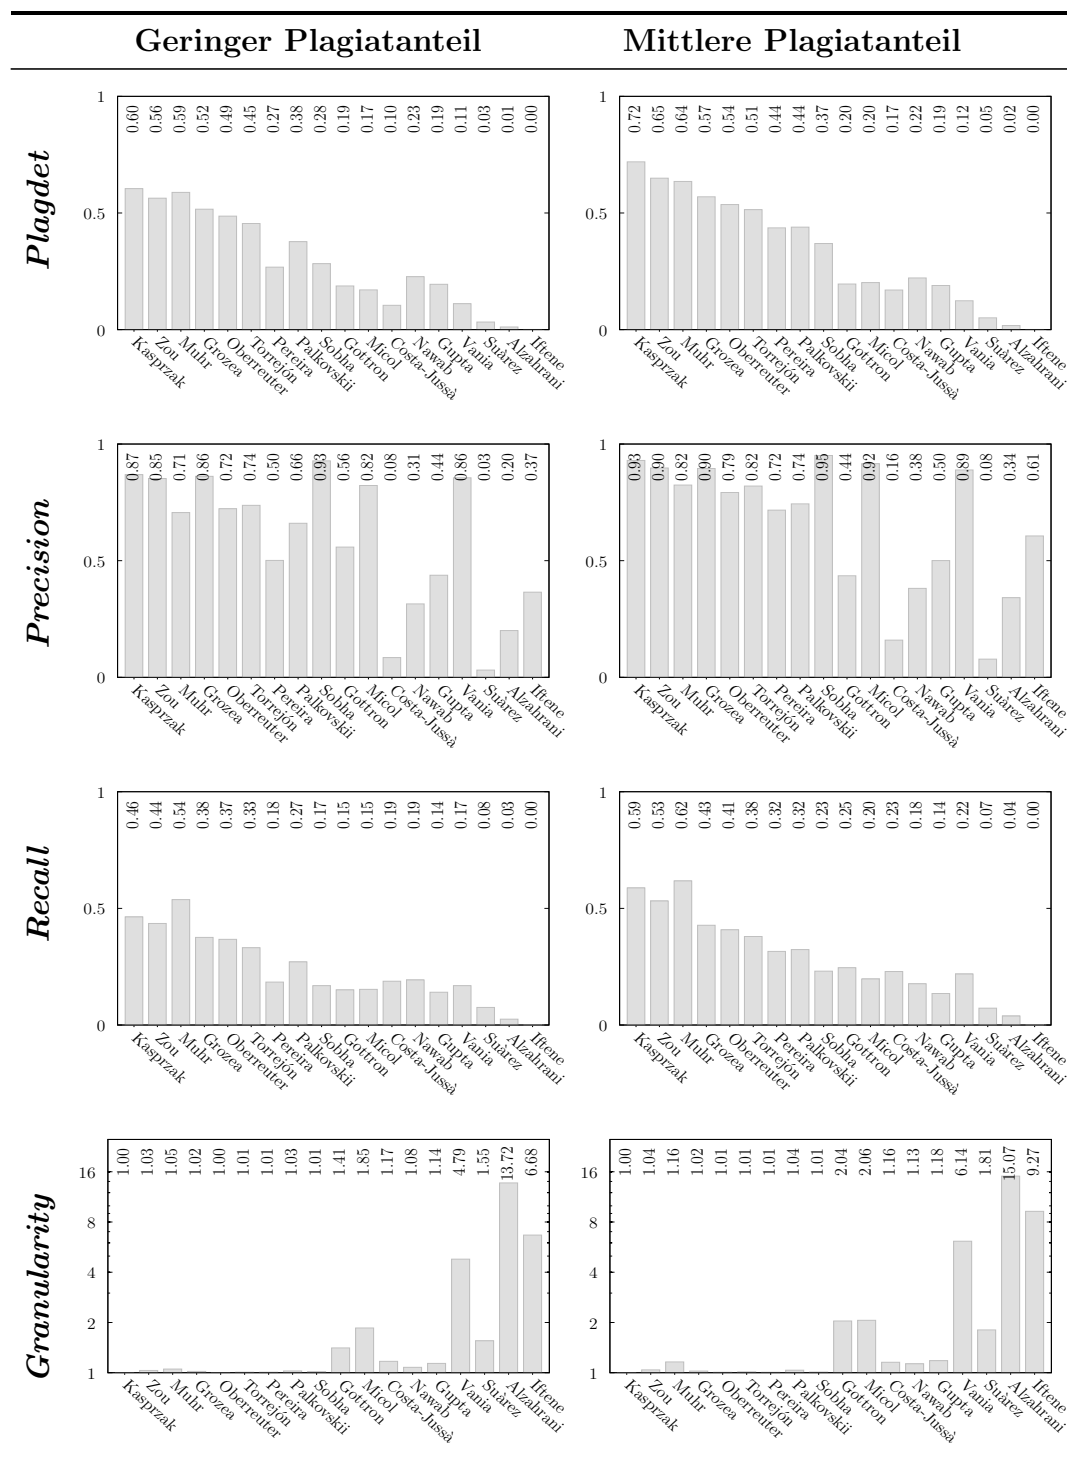 Geringer Plagiatanteil Mittlere Plagiatanteil
Plagdet
1
0.5
0
0.60 0.56 0.59 0.52 0.49 0.45 0.27 0.38 0.28 0.19 0.17 0.10 0.23 0.19 0.11 0.03 0.01 0.00
Kasprzak Zou Muhr Grozea Oberreuter Torrejón Pereira Palkovskii Sobha Gottron Micol Costa-Jussà Nawab Gupta Vania Suàrez Alzahrani Iftene
1
0.5
0
0.72 0.65 0.64 0.57 0.54 0.51 0.44 0.44 0.37 0.20 0.20 0.17 0.22 0.19 0.12 0.05 0.02 0.00
Kasprzak Zou Muhr Grozea Oberreuter Torrejón Pereira Palkovskii Sobha Gottron Micol Costa-Jussà Nawab Gupta Vania Suàrez Alzahrani Iftene
Precision
1
0.5
0
0.87 0.85 0.71 0.86 0.72 0.74 0.50 0.66 0.93 0.56 0.82 0.08 0.31 0.44 0.86 0.03 0.20 0.37
Kasprzak Zou Muhr Grozea Oberreuter Torrejón Pereira Palkovskii Sobha Gottron Micol Costa-Jussà Nawab Gupta Vania Suàrez Alzahrani Iftene
1
0.5
0
0.93 0.90 0.82 0.90 0.79 0.82 0.72 0.74 0.95 0.44 0.92 0.16 0.38 0.50 0.89 0.08 0.34 0.61
Kasprzak Zou Muhr Grozea Oberreuter Torrejón Pereira Palkovskii Sobha Gottron Micol Costa-Jussà Nawab Gupta Vania Suàrez Alzahrani Iftene
Recall
1
0.5
0
0.46 0.44 0.54 0.38 0.37 0.33 0.18 0.27 0.17 0.15 0.15 0.19 0.19 0.14 0.17 0.08 0.03 0.00
Kasprzak Zou Muhr Grozea Oberreuter Torrejón Pereira Palkovskii Sobha Gottron Micol Costa-Jussà Nawab Gupta Vania Suàrez Alzahrani Iftene
1
0.5
0
0.59 0.53 0.62 0.43 0.41 0.38 0.32 0.32 0.23 0.25 0.20 0.23 0.18 0.14 0.22 0.07 0.04 0.00
Kasprzak Zou Muhr Grozea Oberreuter Torrejón Pereira Palkovskii Sobha Gottron Micol Costa-Jussà Nawab Gupta Vania Suàrez Alzahrani Iftene
Granularity
16
8
4
2
1
1.00 1.03 1.05 1.02 1.00 1.01 1.01 1.03 1.01 1.41 1.85 1.17 1.08 1.14 4.79 1.55 13.72 6.68
Kasprzak Zou Muhr Grozea Oberreuter Torrejón Pereira Palkovskii Sobha Gottron Micol Costa-Jussà Nawab Gupta Vania Suàrez Alzahrani Iftene
16
8
4
2
1
1.00 1.04 1.16 1.02 1.01 1.01 1.01 1.04 1.01 2.04 2.06 1.16 1.13 1.18 6.14 1.81 15.07 9.27
Kasprzak Zou Muhr Grozea Oberreuter Torrejón Pereira Palkovskii Sobha Gottron Micol Costa-Jussà Nawab Gupta Vania Suàrez Alzahrani Iftene